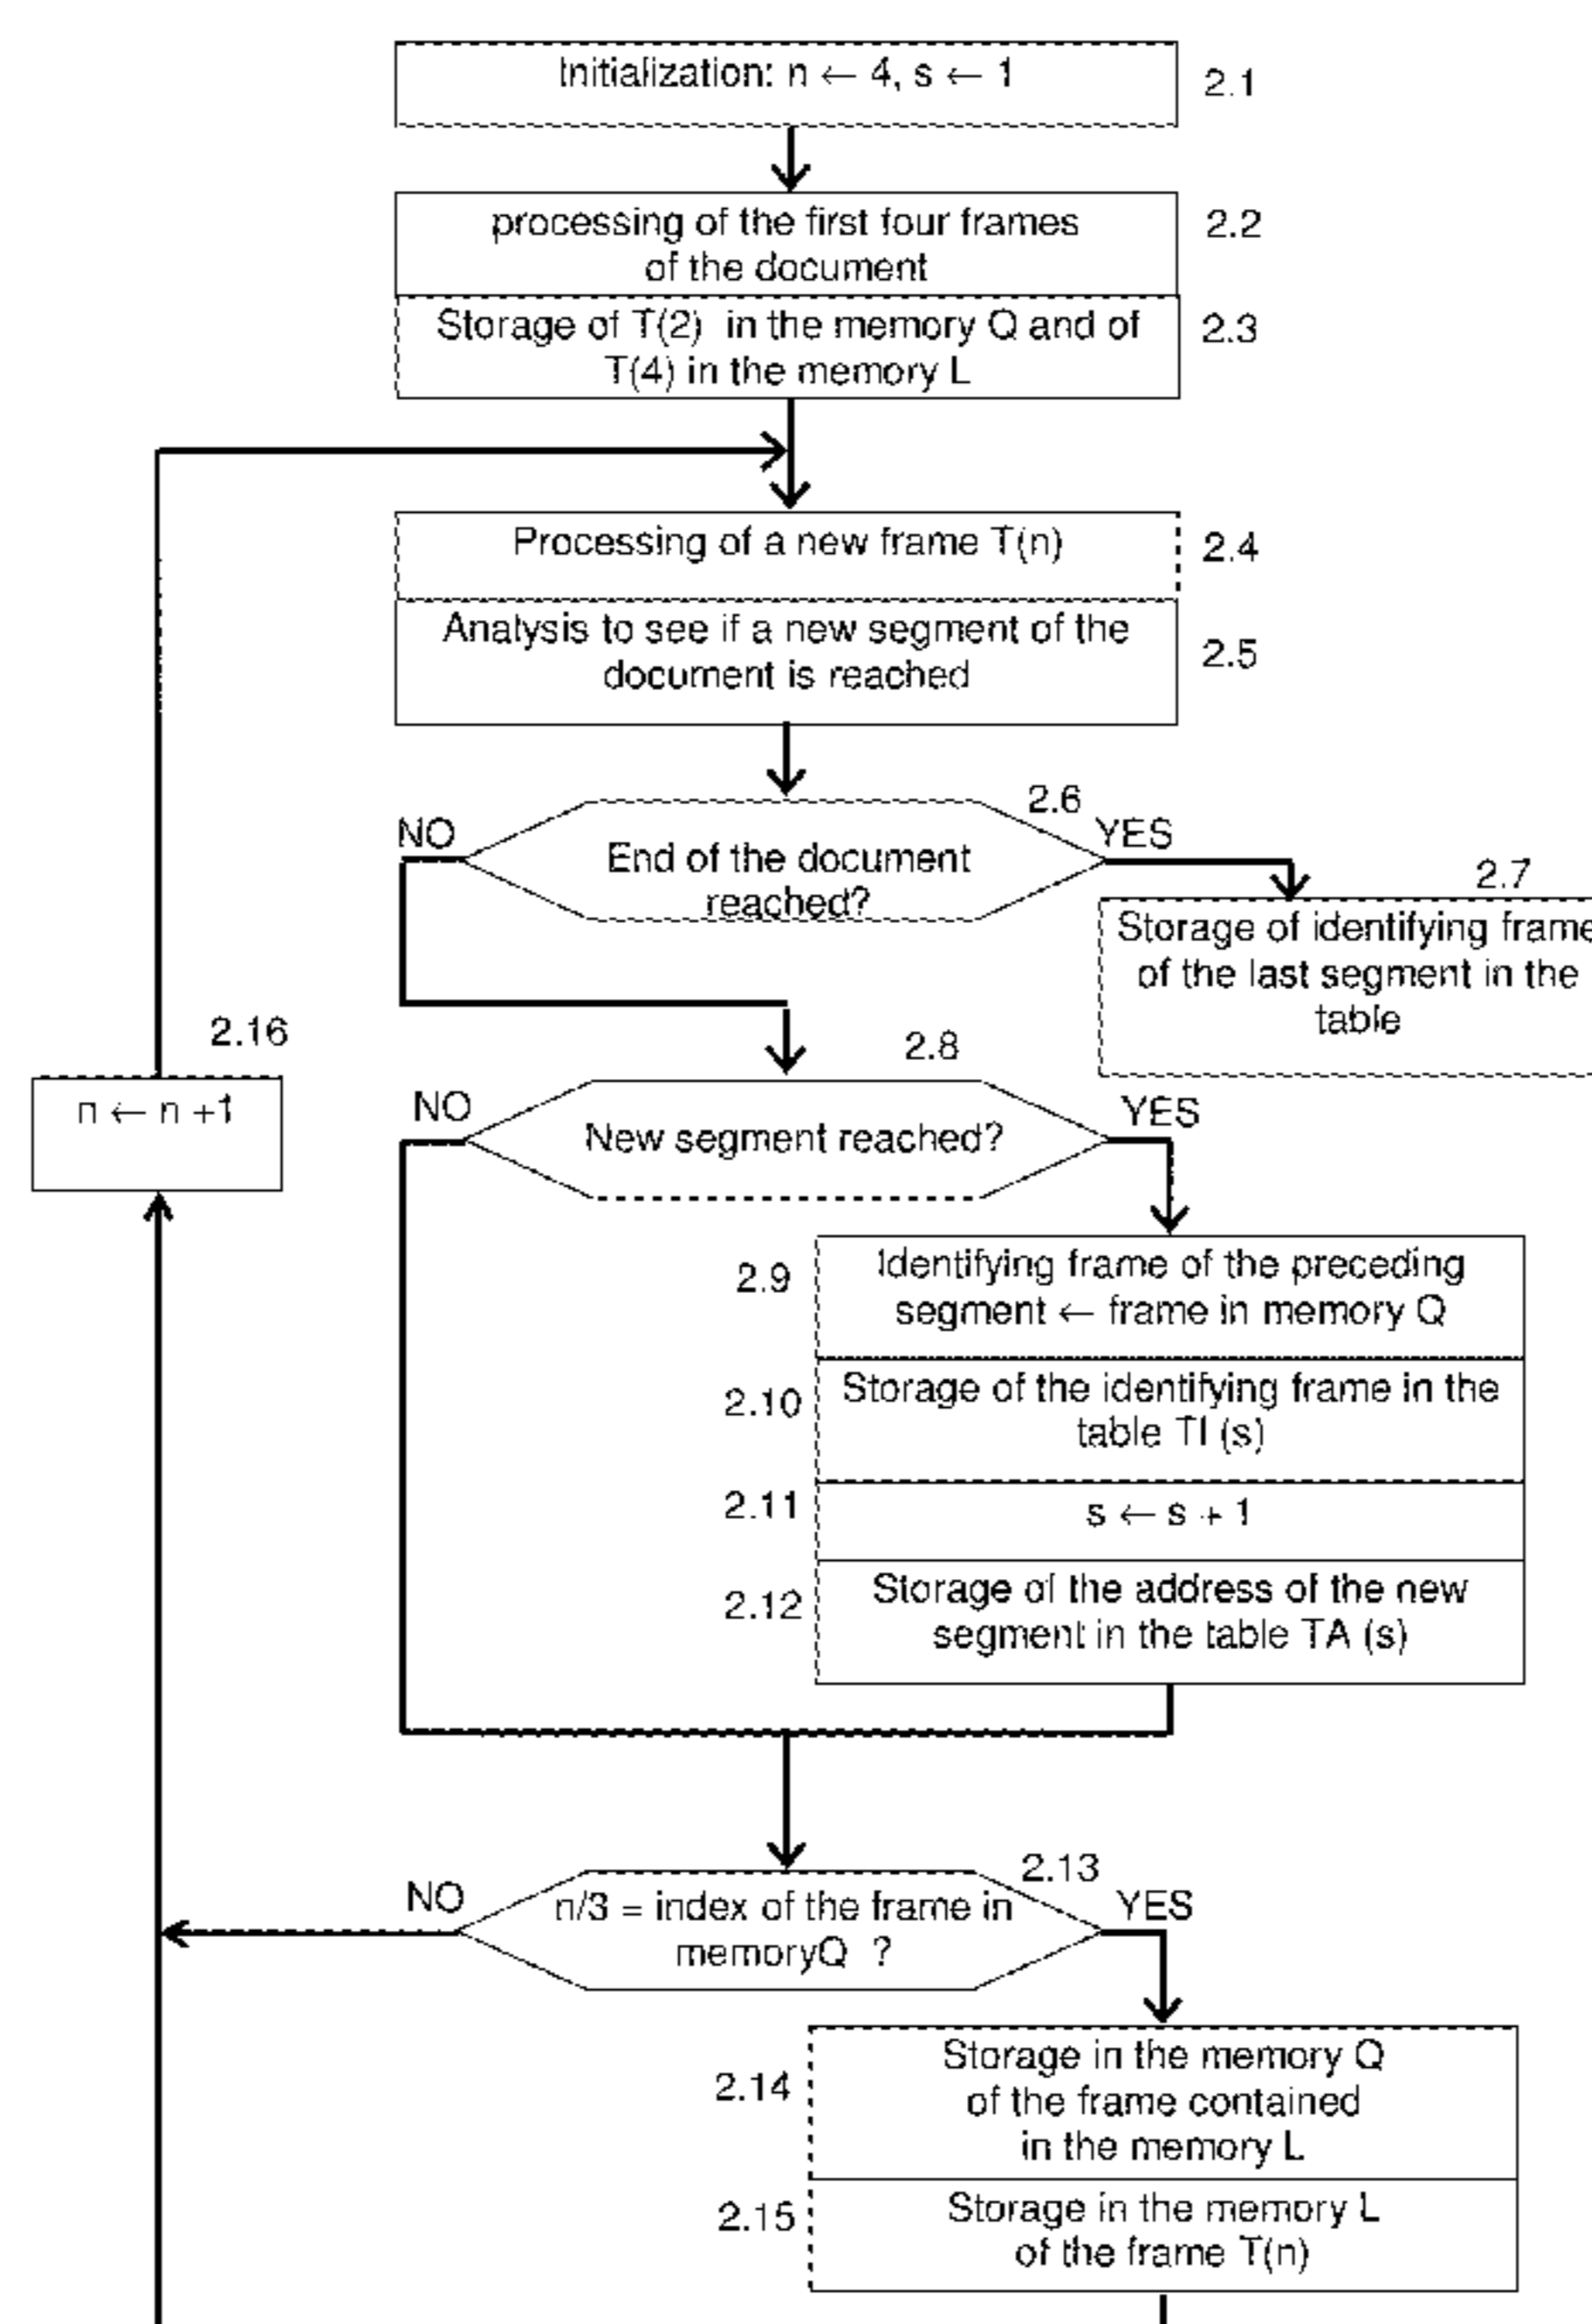 Initialization: n ← 4, s ← 1
2.1
processing of the first four frames
of the document
2.2
Storage of T(2) in the memory Q and of
T(4) in the memory L
2.3
Processing of a new frame T(n)
2.4
Analysis to see if a new segment of the
document is reached
2.5
2.6
NO
YES
End of the document
reached?
2.7
Storage of identifying frame
of the last segment in the
table
2.16
n ← n +1
2.8
NO
YES
New segment reached?
2.9
Identifying frame of the preceding
segment ← frame in memory Q
2.10
Storage of the identifying frame in the
table TI (s)
2.11
s ← s + 1
2.12
Storage of the address of the new
segment in the table TA (s)
2.13
NO
YES
n/3 = index of the frame in
memoryQ ?
2.14
Storage in the memory Q
of the frame contained
in the memory L
2.15
Storage in the memory L
of the frame T(n)